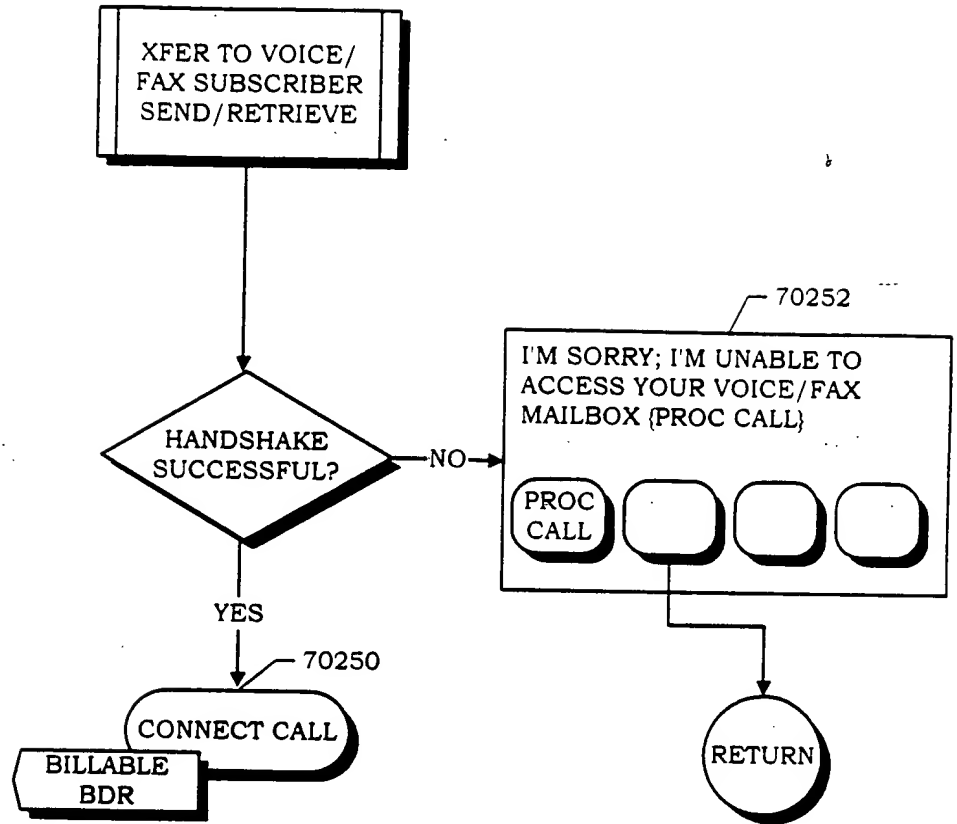 XFER TO VOICE/
FAX SUBSCRIBER
SEND/RETRIEVE
70252
I'M SORRY; I'M UNABLE TO
ACCESS YOUR VOICE/FAX
MAILBOX {PROC CALL}
HANDSHAKE
SUCCESSFUL?
NO
PROC
CALL
YES
70250
CONNECT CALL
BILLABLE
BDR
RETURN